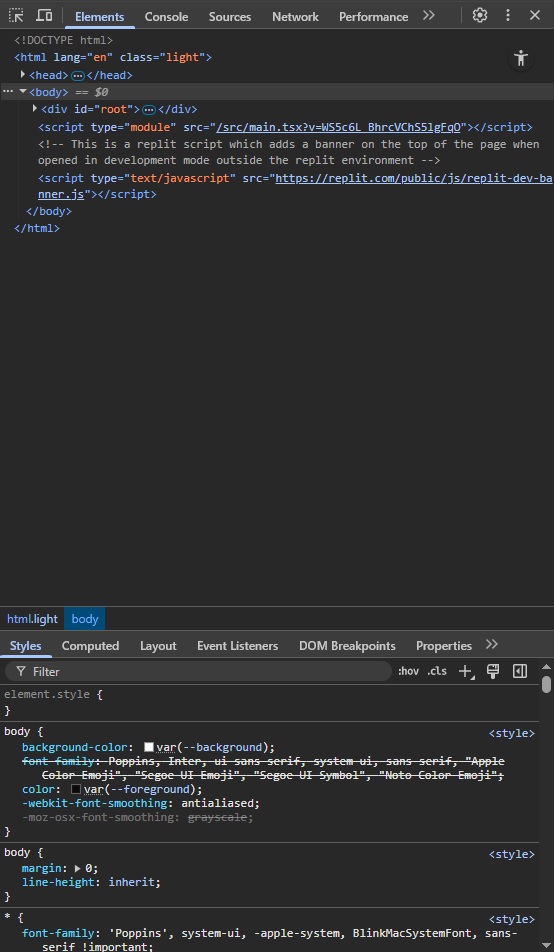 Elements Console Sources Network Performance
<!DOCTYPE html>
<html lang="en" class="light">
<head> ⋯ </head>
⋯ <body> == $0
<div id="root"> ⋯ </div>
<script type="module" src="/src/main.tsx?v=WS5c6L_BhrcVChS5lgFqO"></script>
<!-- This is a replit script which adds a banner on the top of the page when
opened in development mode outside the replit environment -->
<script type="text/javascript" src="https://replit.com/public/js/replit-dev-ba
nner.js"></script>
</body>
</html>
html.light body
Styles Computed Layout Event Listeners DOM Breakpoints Properties
Filter :hov .cls
element.style {
}
body { <style>
background-color: var(--background);
font-family: Poppins, Inter, ui-sans-serif, system-ui, sans-serif, "Apple
Color Emoji", "Segoe UI Emoji", "Segoe UI Symbol", "Noto Color Emoji";
color: var(--foreground);
-webkit-font-smoothing: antialiased;
-moz-osx-font-smoothing: grayscale;
}
body { <style>
margin: 0;
line-height: inherit;
}
* { <style>
font-family: 'Poppins', system-ui, -apple-system, BlinkMacSystemFont, sans-
serif !important;